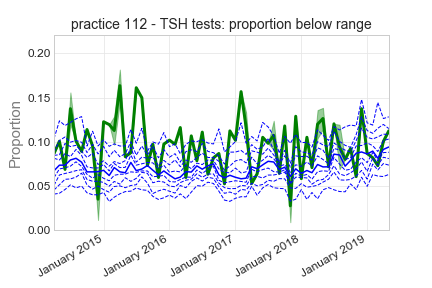 practice 112 - TSH tests: proportion below range
Proportion
0.20
0.15
0.10
0.05
0.00
January 2015
January 2016
January 2017
January 2018
January 2019